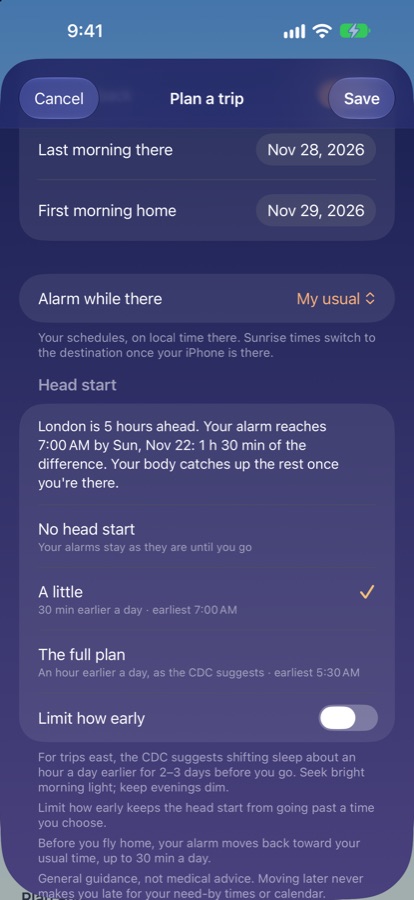 9:41
Cancel
Plan a trip
Save
Last morning there
Nov 28, 2026
First morning home
Nov 29, 2026
Alarm while there
My usual
Your schedules, on local time there. Sunrise times switch to
the destination once your iPhone is there.
Head start
London is 5 hours ahead. Your alarm reaches
7:00 AM by Sun, Nov 22: 1 h 30 min of the
difference. Your body catches up the rest once
you're there.
No head start
Your alarms stay as they are until you go
A little
30 min earlier a day · earliest 7:00 AM
The full plan
An hour earlier a day, as the CDC suggests · earliest 5:30 AM
Limit how early
For trips east, the CDC suggests shifting sleep about an
hour a day earlier for 2–3 days before you go. Seek bright
morning light; keep evenings dim.
Limit how early keeps the head start from going past a time
you choose.
Before you fly home, your alarm moves back toward your
usual time, up to 30 min a day.
General guidance, not medical advice. Moving later never
makes you late for your need-by times or calendar.